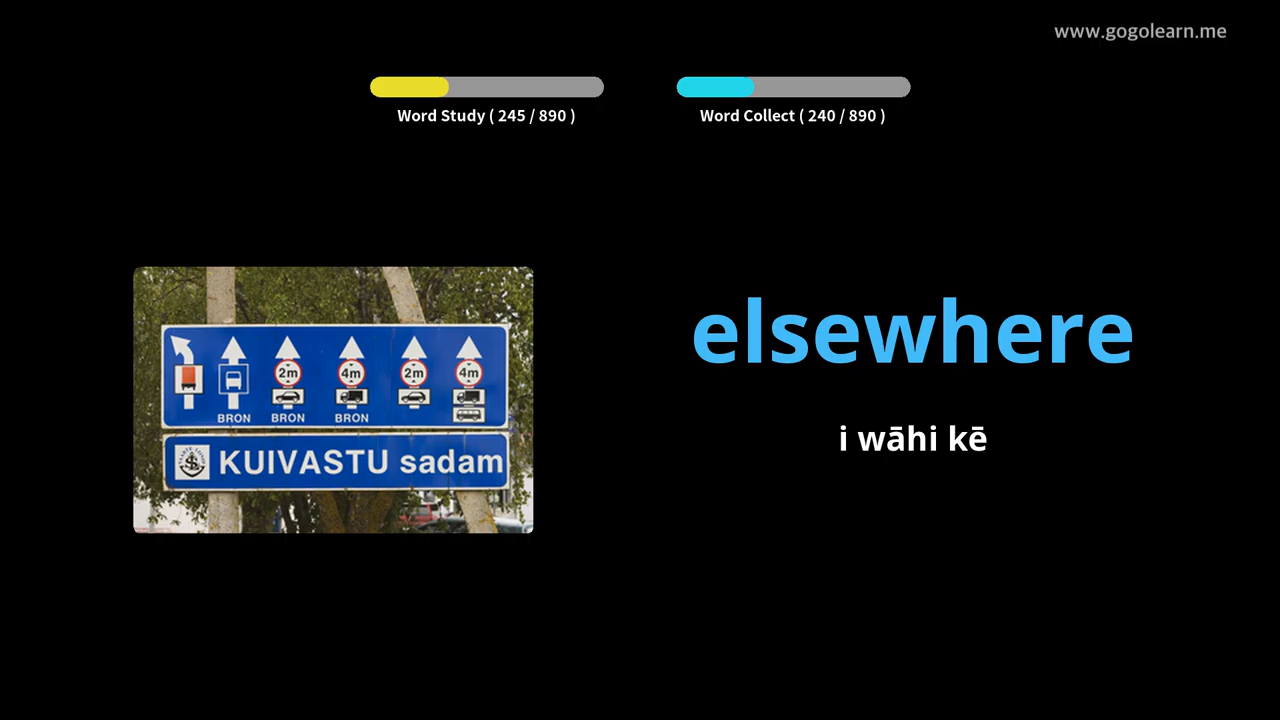 www.gogolearn.me
Word Study ( 245 / 890 )
Word Collect ( 240 / 890 )
2m 4m 2m 4m
BRON BRON BRON
KUIVASTU sadam
elsewhere
i wāhi kē